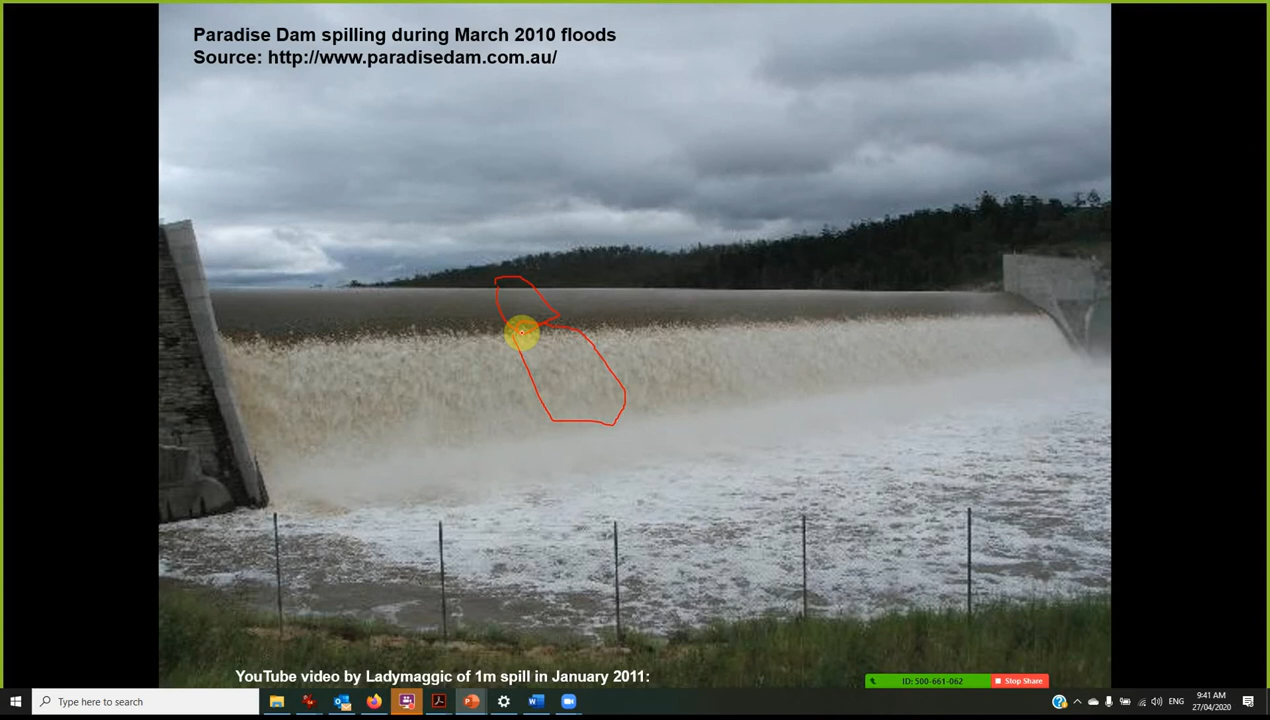 Paradise Dam spilling during March 2010 floods
Source: http://www.paradisedam.com.au/
YouTube video by Ladymaggic of 1m spill in January 2011:
ID: 500-661-062
Stop Share
Type here to search
ENG
9:41 AM
27/04/2020